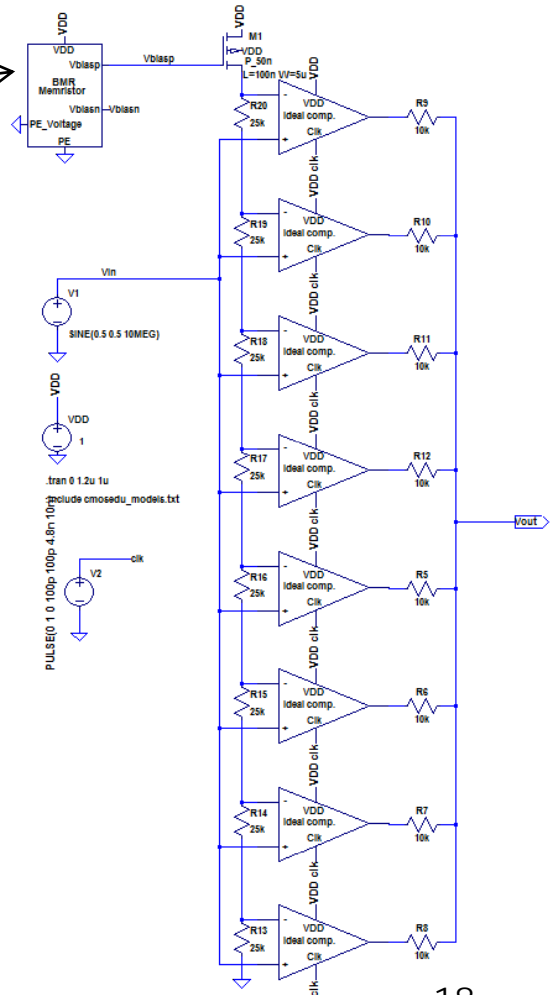 VDD
VDD
VDD
M1
VDD
Vbiasp
Vbiasp
P_50n
L=100n W=5u
BMR
Memristor
Vbiasn
Vbiasn
PE_Voltage
PE
VDD
R20
25k
-
+
VDD
Ideal comp.
Clk
R9
10k
VDD clk
R19
25k
-
+
VDD
Ideal comp.
Clk
R10
10k
VDD clk
Vin
V1
SINE(0.5 0.5 10MEG)
R18
25k
-
+
VDD
Ideal comp.
Clk
R11
10k
VDD clk
VDD
VDD
1
R17
25k
-
+
VDD
Ideal comp.
Clk
R12
10k
VDD clk
.tran 0 1.2u 1u
.include cmosedu_models.txt
Vout
PULSE(0 1 0 100p 100p 4.8n 10n)
V2
clk
R16
25k
-
+
VDD
Ideal comp.
Clk
R5
10k
VDD clk
R15
25k
-
+
VDD
Ideal comp.
Clk
R6
10k
VDD clk
R14
25k
-
+
VDD
Ideal comp.
Clk
R7
10k
VDD clk
R13
25k
-
+
VDD
Ideal comp.
Clk
R8
10k
clk
18